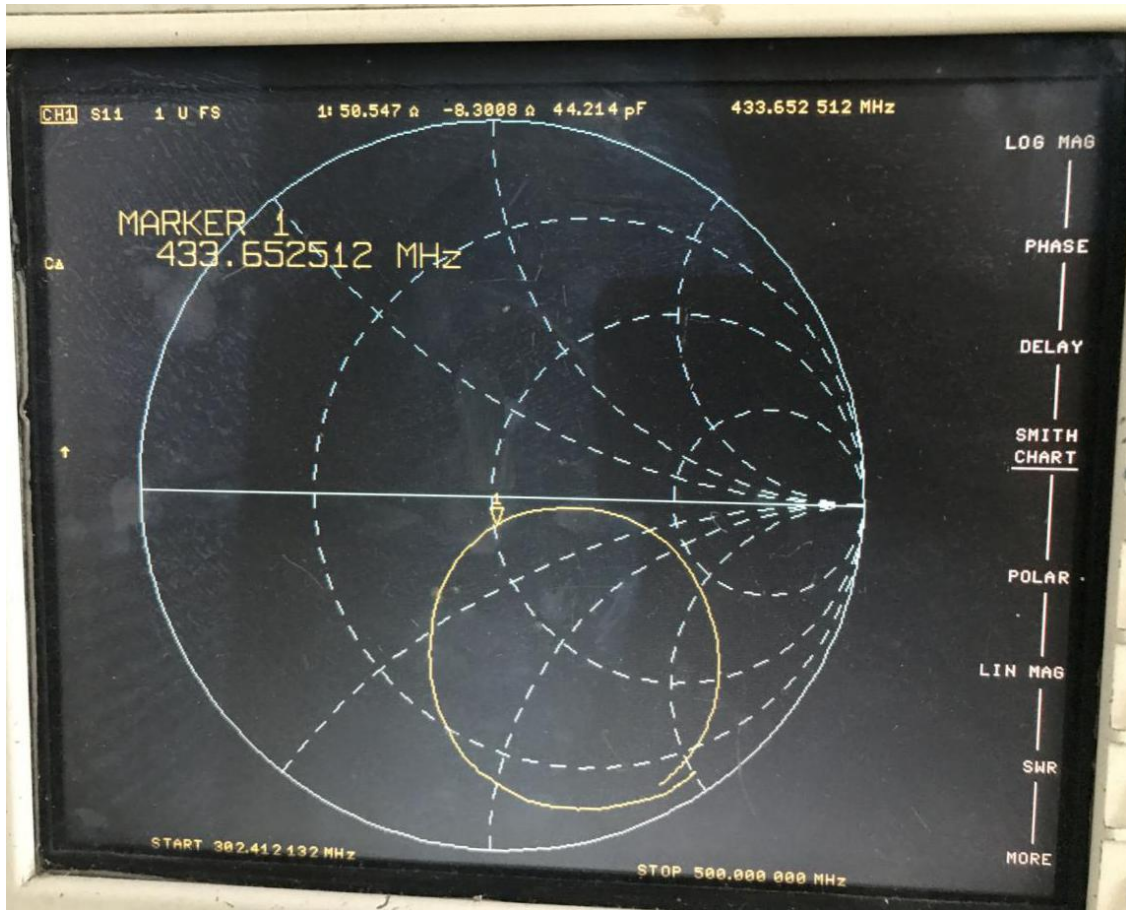 CH1 S11 1 U FS 1: 50.547 Ω -8.3008 Ω 44.214 pF 433.652 512 MHz
LOG MAG
MARKER 1
433.652512 MHz
PHASE
CΔ
DELAY
SMITH
CHART
↑
1
POLAR
LIN MAG
SWR
MORE
START 302.412 132 MHz
STOP 500.000 000 MHz